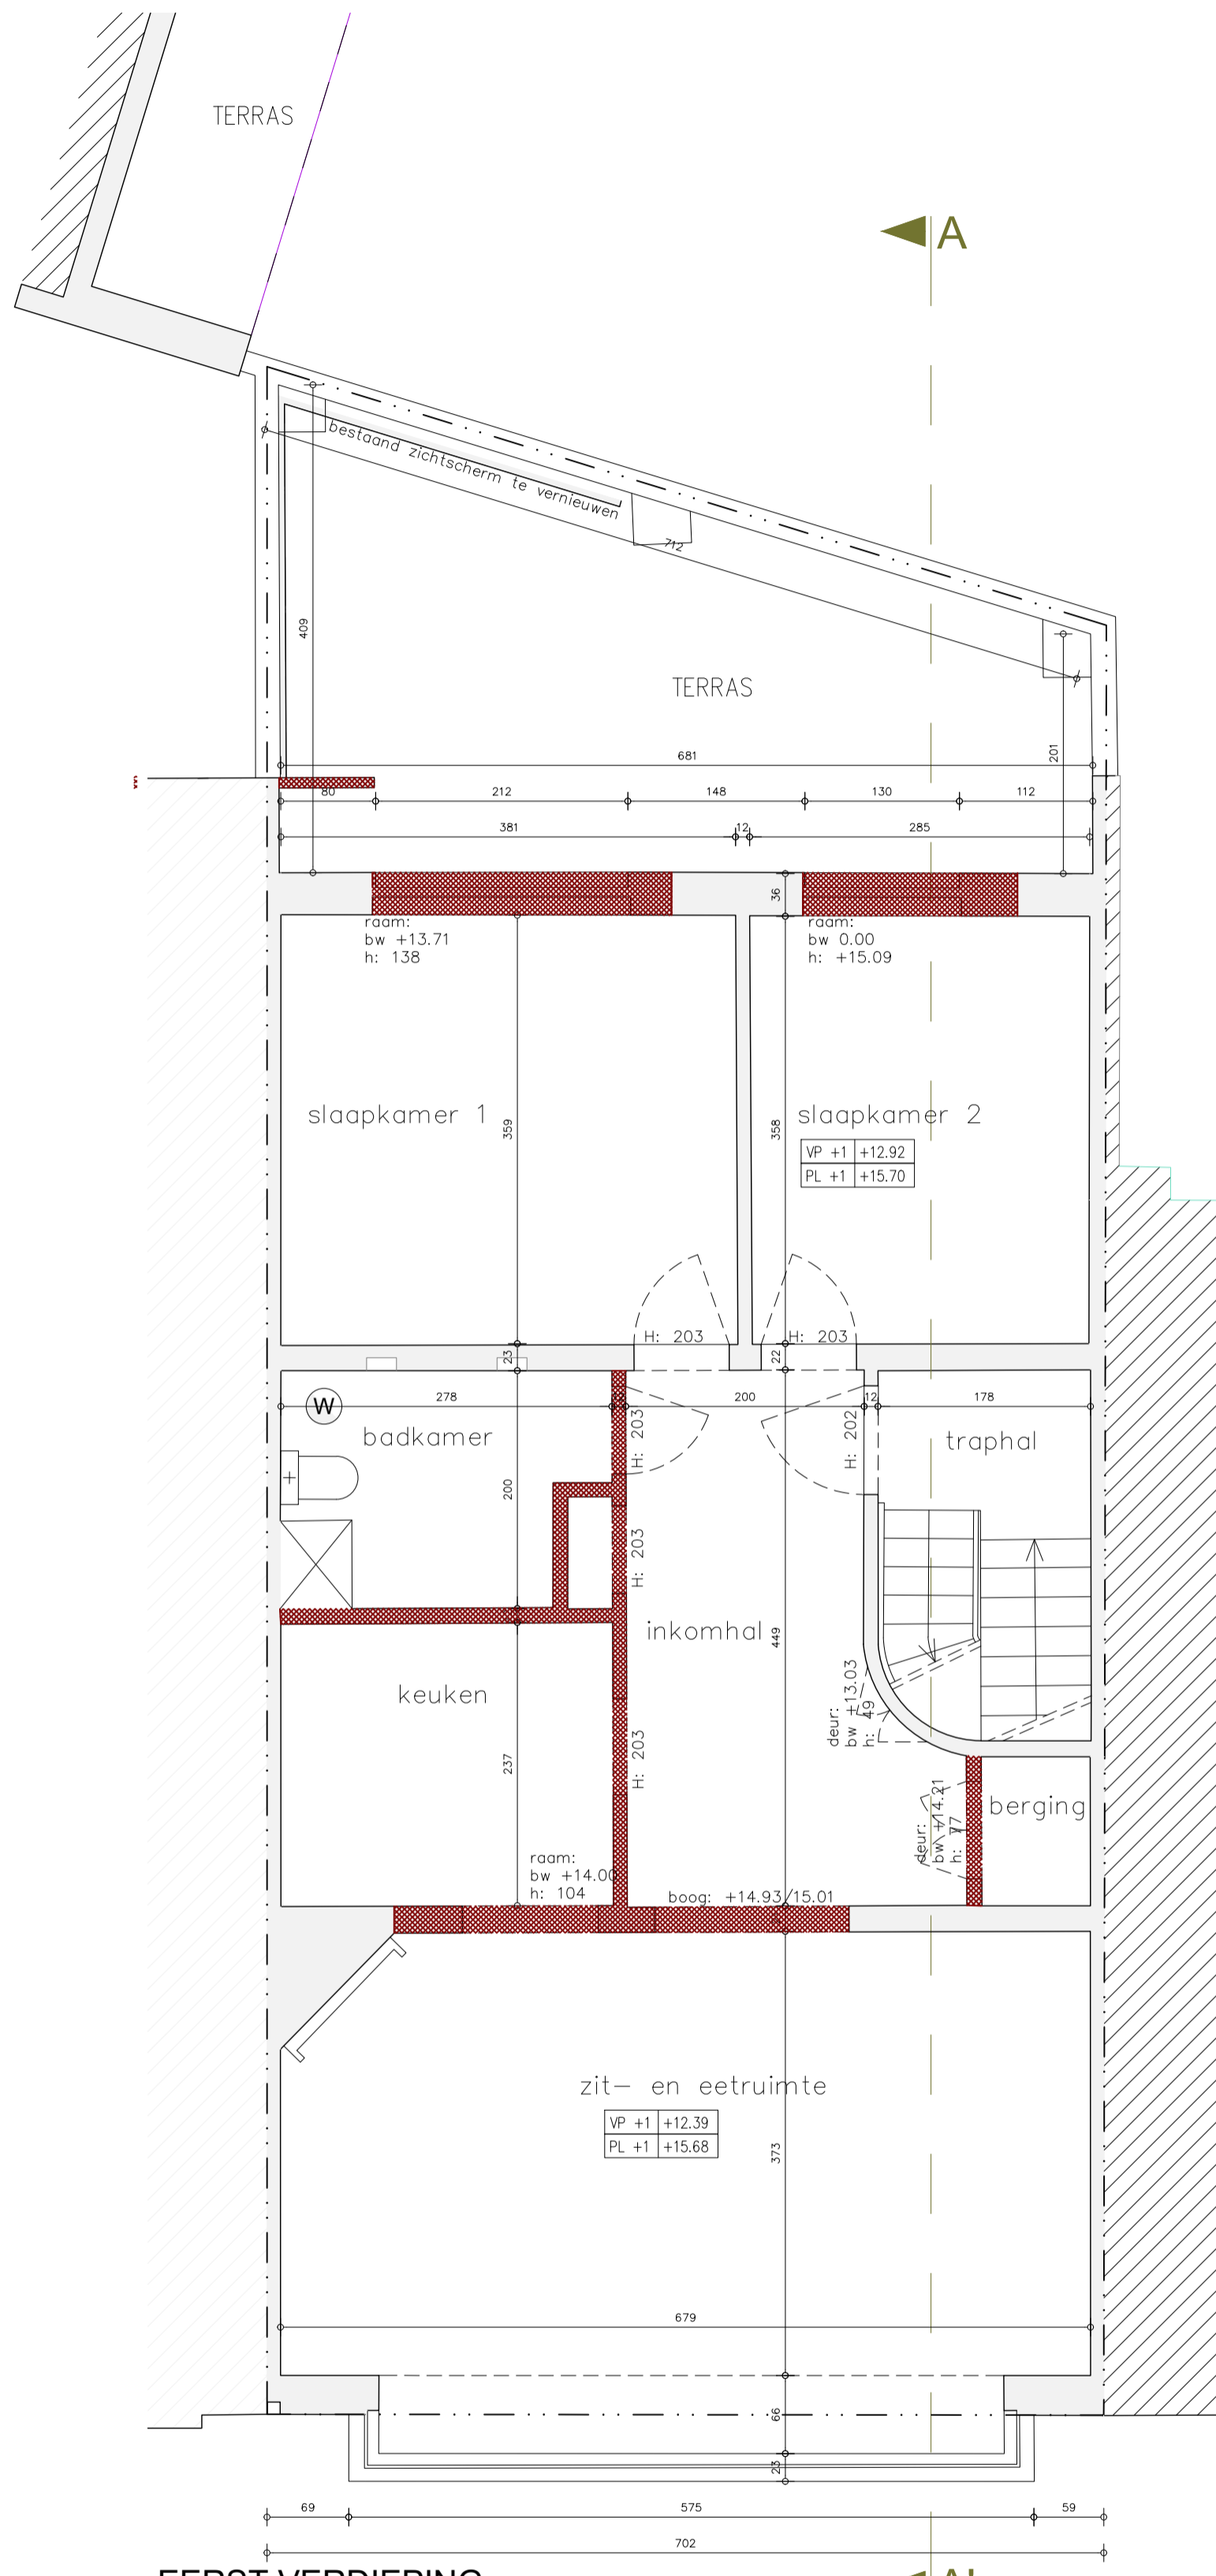 TERRAS
A
bestaand zichtscherm te vernieuwen
712
409
TERRAS
201
681
80 212 148 130 112
381 12 285
36
raam:
bw +13.71
h: 138
raam:
bw 0.00
h: +15.09
slaapkamer 1
359
358
slaapkamer 2
VP +1 +12.92
PL +1 +15.70
H: 203
H: 203
23
22
278 200 12 178
W
badkamer
H: 203
H: 202
traphal
200
H: 203
inkomhal
449
keuken
deur:
bw +13.03
h: 49
237
H: 203
berging
deur:
bw +14.21
h: 77
raam:
bw +14.00
h: 104
boog: +14.93/15.01
zit- en eetruimte
VP +1 +12.39
PL +1 +15.68
373
679
66
23
69 575 59
702
EERST VERDIEPING
A'